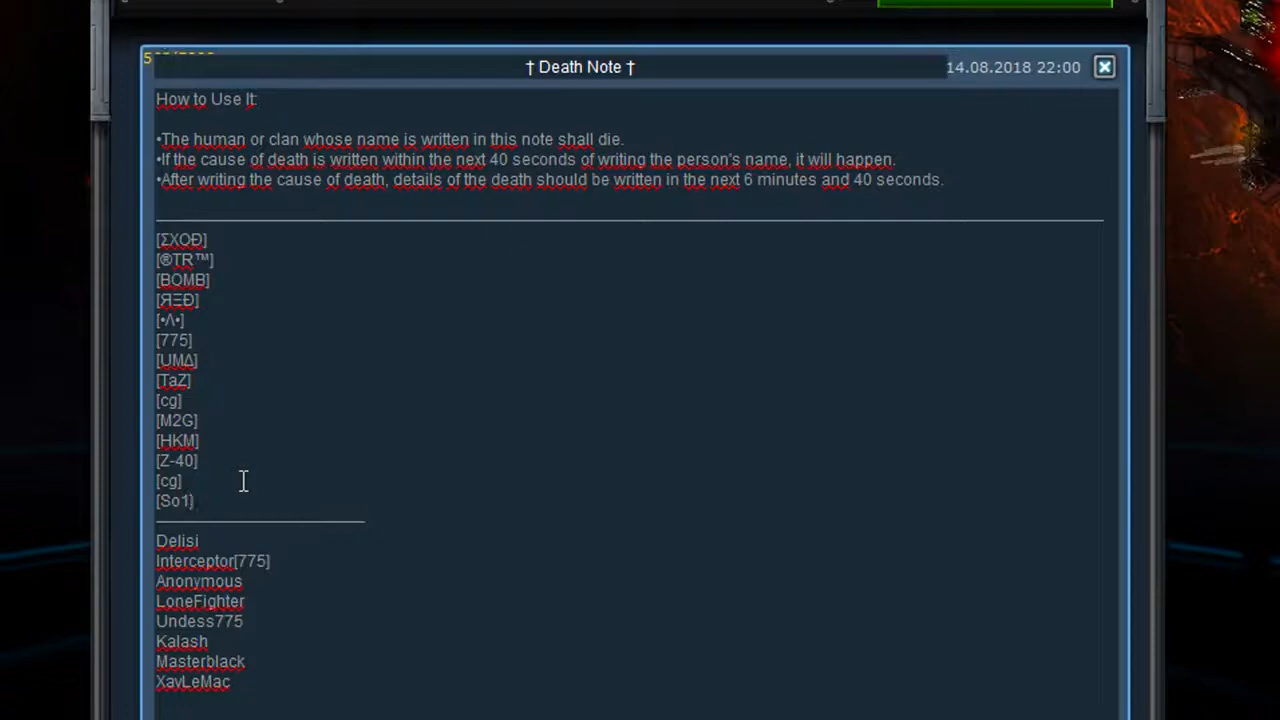 † Death Note †
14.08.2018 22:00
How to Use It:
•The human or clan whose name is written in this note shall die.
•If the cause of death is written within the next 40 seconds of writing the person's name, it will happen.
•After writing the cause of death, details of the death should be written in the next 6 minutes and 40 seconds.
[ΣXOÐ]
[®TR™]
[BOMB]
[ЯΞÐ]
[•Λ•]
[775]
[UMΔ]
[TaZ]
[cg]
[M2G]
[HKM]
[Z-40]
[cg]
[So1}
Delisi
Interceptor[775]
Anonymous
LoneFighter
Undess775
Kalash
Masterblack
XavLeMac